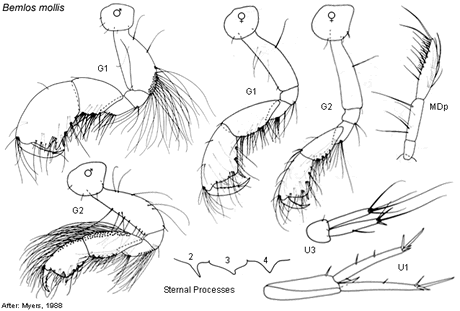 Bemlos mollis
♂
G1
♀
G1
♀
G2
MDp
♂
G2
2 3 4
Sternal Processes
U3
U1
After: Myers, 1988